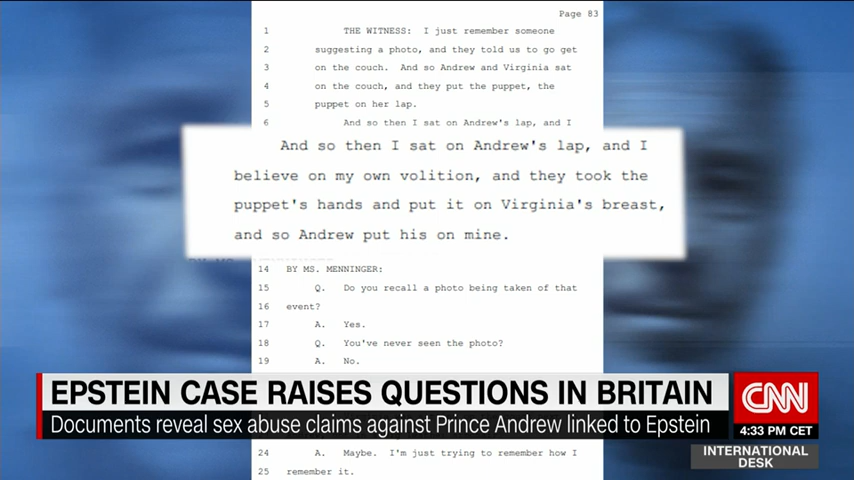 Page 83
1 THE WITNESS: I just remember someone
2 suggesting a photo, and they told us to go get
3 on the couch. And so Andrew and Virginia sat
4 on the couch, and they put the puppet, the
5 puppet on her lap.
6 And so then I sat on Andrew's lap, and I
And so then I sat on Andrew's lap, and I
believe on my own volition, and they took the
puppet's hands and put it on Virginia's breast,
and so Andrew put his on mine.
14 BY MS. MENNINGER:
15 Q. Do you recall a photo being taken of that
16 event?
17 A. Yes.
18 Q. You've never seen the photo?
19 A. No.
EPSTEIN CASE RAISES QUESTIONS IN BRITAIN
Documents reveal sex abuse claims against Prince Andrew linked to Epstein
CNN
4:33 PM CET
INTERNATIONAL
DESK
24 A. Maybe. I'm just trying to remember how I
25 remember it.